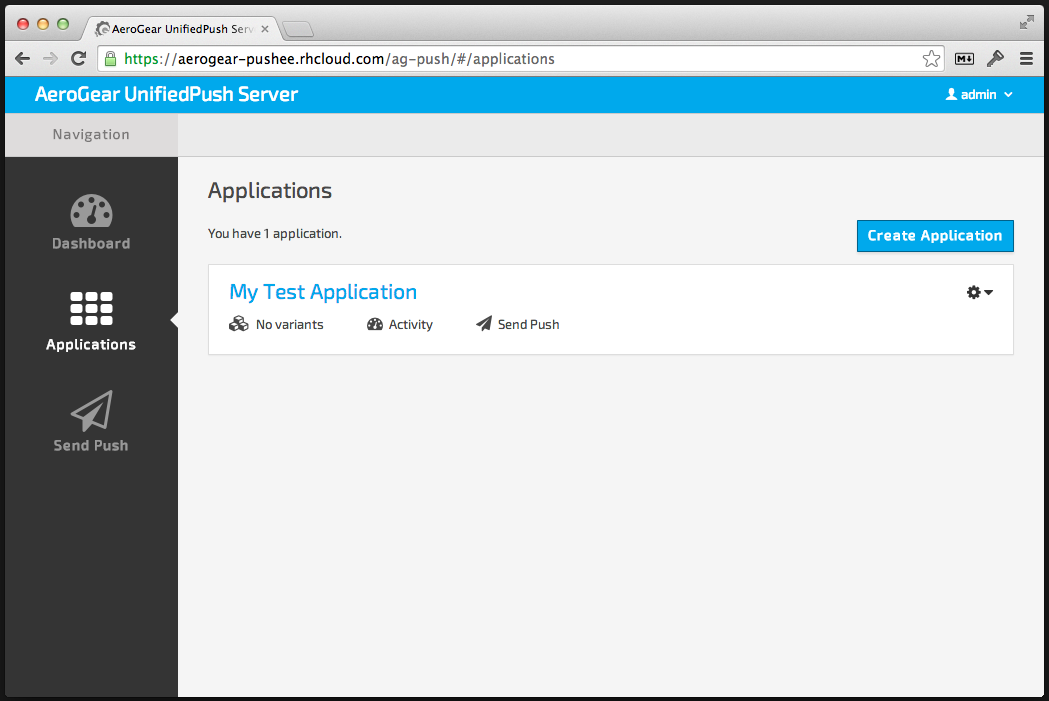 AeroGear UnifiedPush Serv
https://aerogear-pushee.rhcloud.com/ag-push/#/applications
M
AeroGear UnifiedPush Server
admin
Navigation
Dashboard
Applications
Send Push
Applications
You have 1 application.
Create Application
My Test Application
No variants
Activity
Send Push